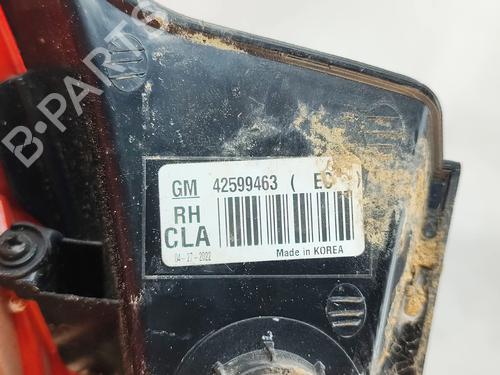 B-PARTS
GM 42599463 (
RH
CLA
04-27-2022
Made in KOREA